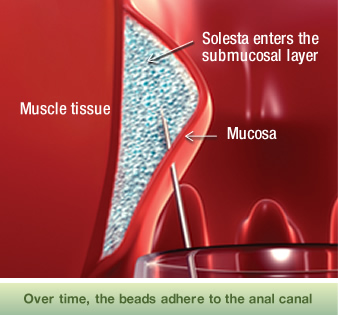 Solesta enters the
submucosal layer
Muscle tissue
Mucosa
Over time, the beads adhere to the anal canal